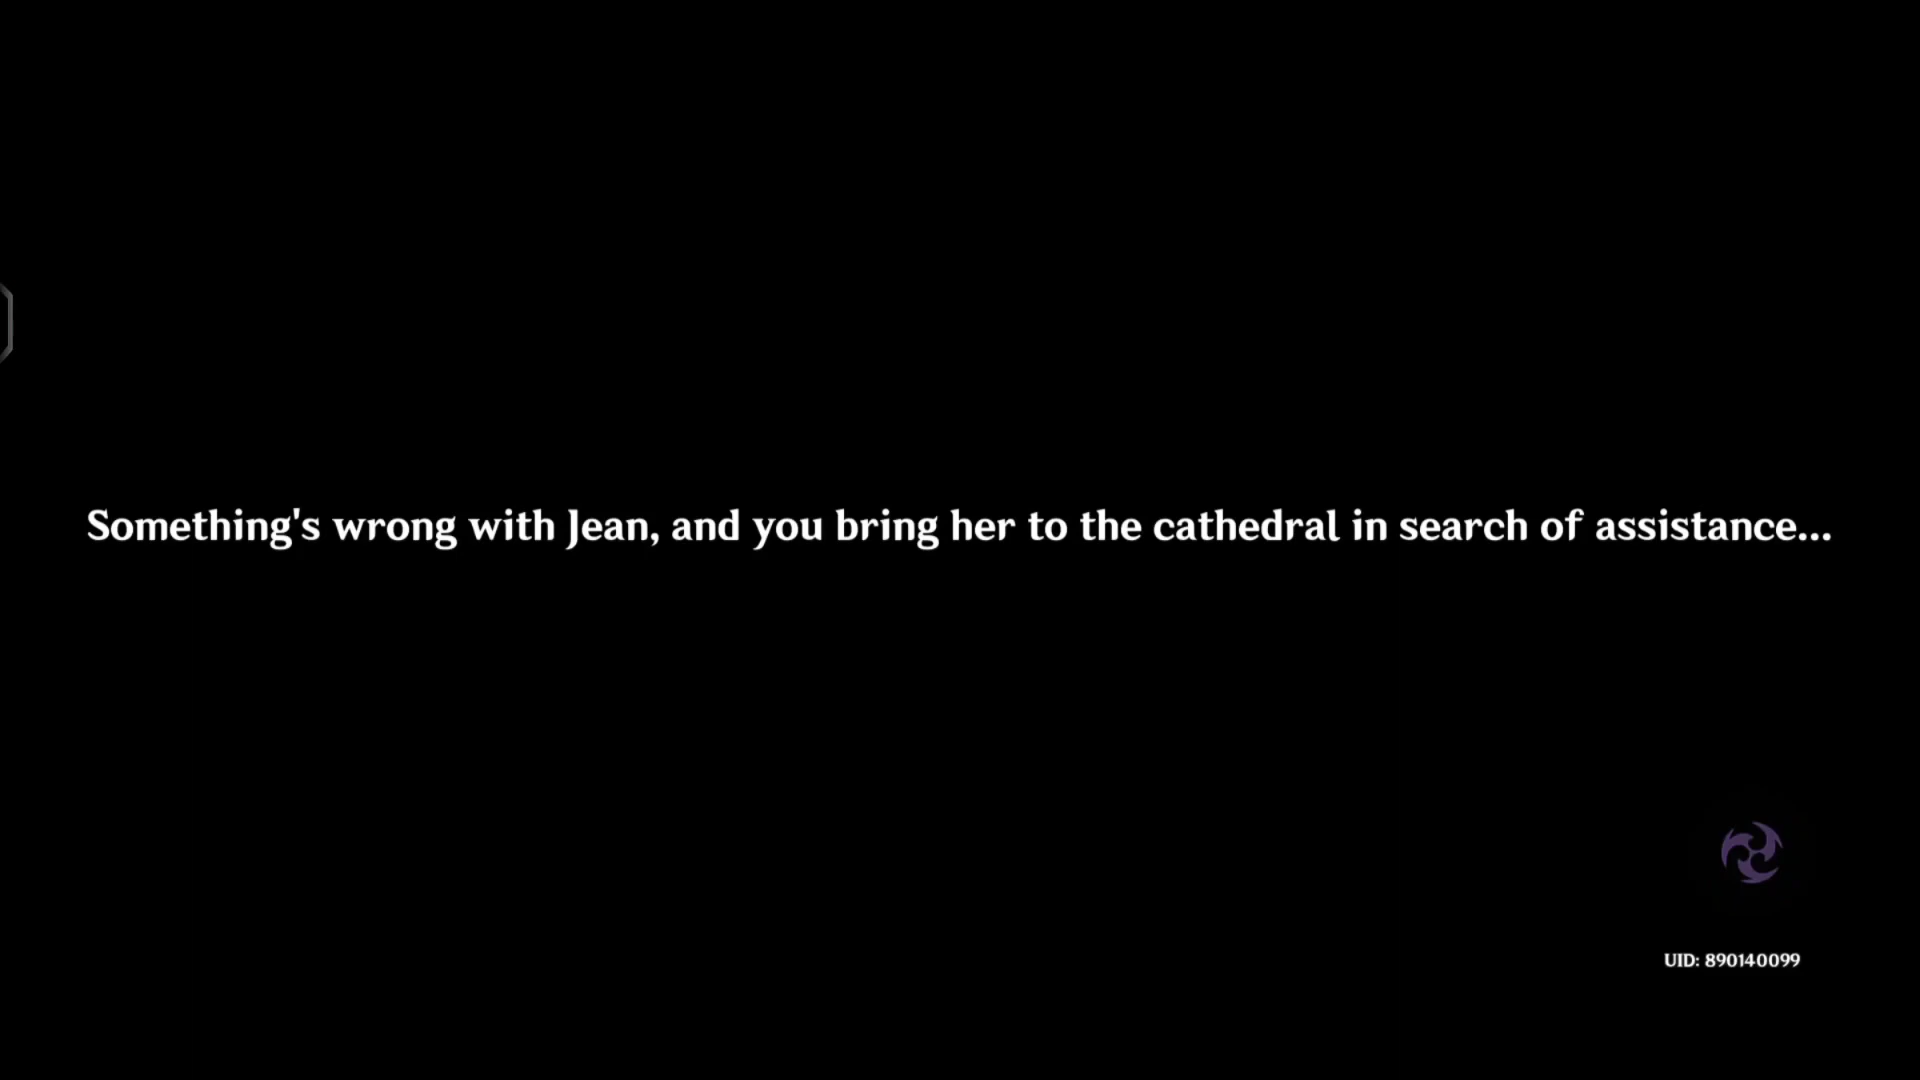 Something's wrong with Jean, and you bring her to the cathedral in search of assistance...
UID: 890140099